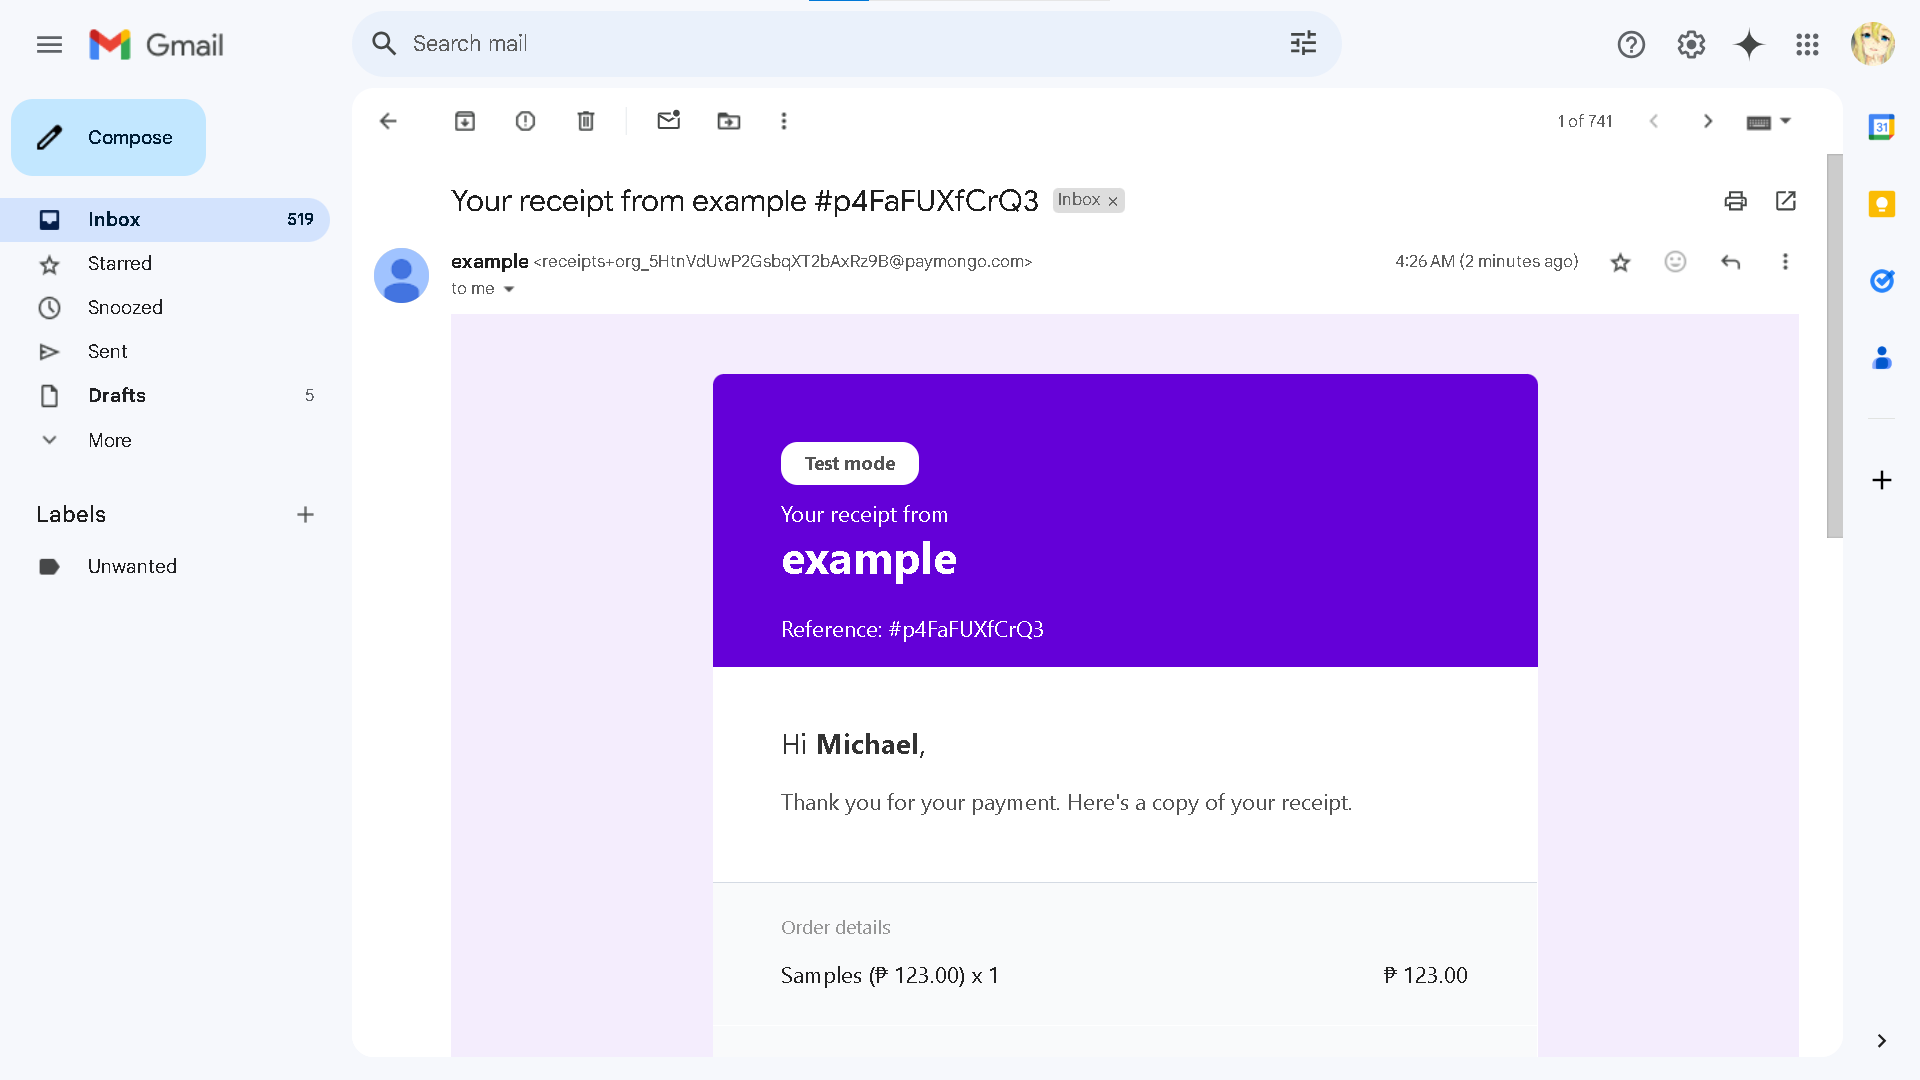 Gmail
Search mail
Compose
Inbox 519
Starred
Snoozed
Sent
Drafts 5
More
Labels
Unwanted
1 of 741
31
Your receipt from example #p4FaFUXfCrQ3 Inbox ×
example <receipts+org_5HtnVdUwP2GsbqXT2bAxRz9B@paymongo.com> 4:26 AM (2 minutes ago)
to me
Test mode
Your receipt from
example
Reference: #p4FaFUXfCrQ3
Hi Michael,
Thank you for your payment. Here's a copy of your receipt.
Order details
Samples (₱ 123.00) x 1 ₱ 123.00